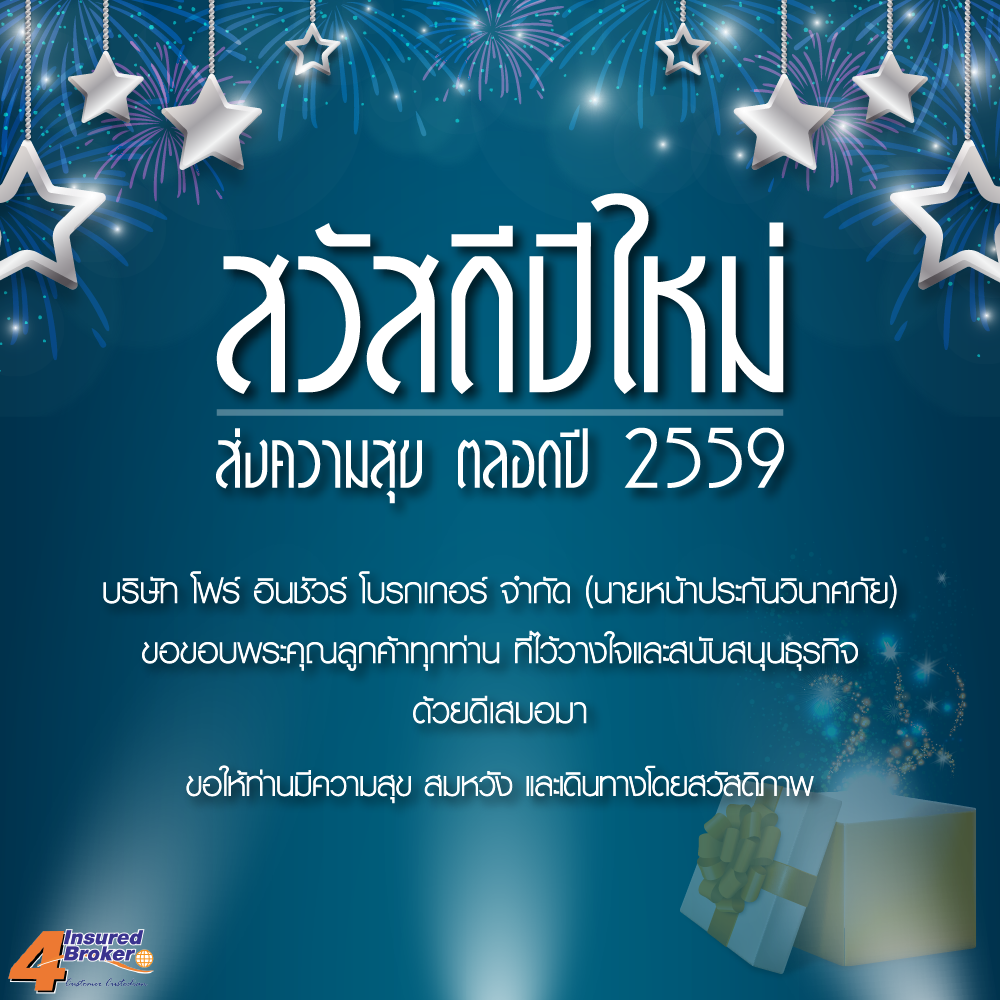 สวัสดีปีใหม่
ส่งความสุข ตลอดปี 2559
บริษัท โฟร์ อินชัวร์ โบรกเกอร์ จำกัด (นายหน้าประกันวินาศภัย)
ขอขอบพระคุณลูกค้าทุกท่าน ที่ไว้วางใจและสนับสนุนธุรกิจ
ด้วยดีเสมอมา
ขอให้ท่านมีความสุข สมหวัง และเดินทางโดยสวัสดิภาพ
4 Insured
Broker
Customer Custodian